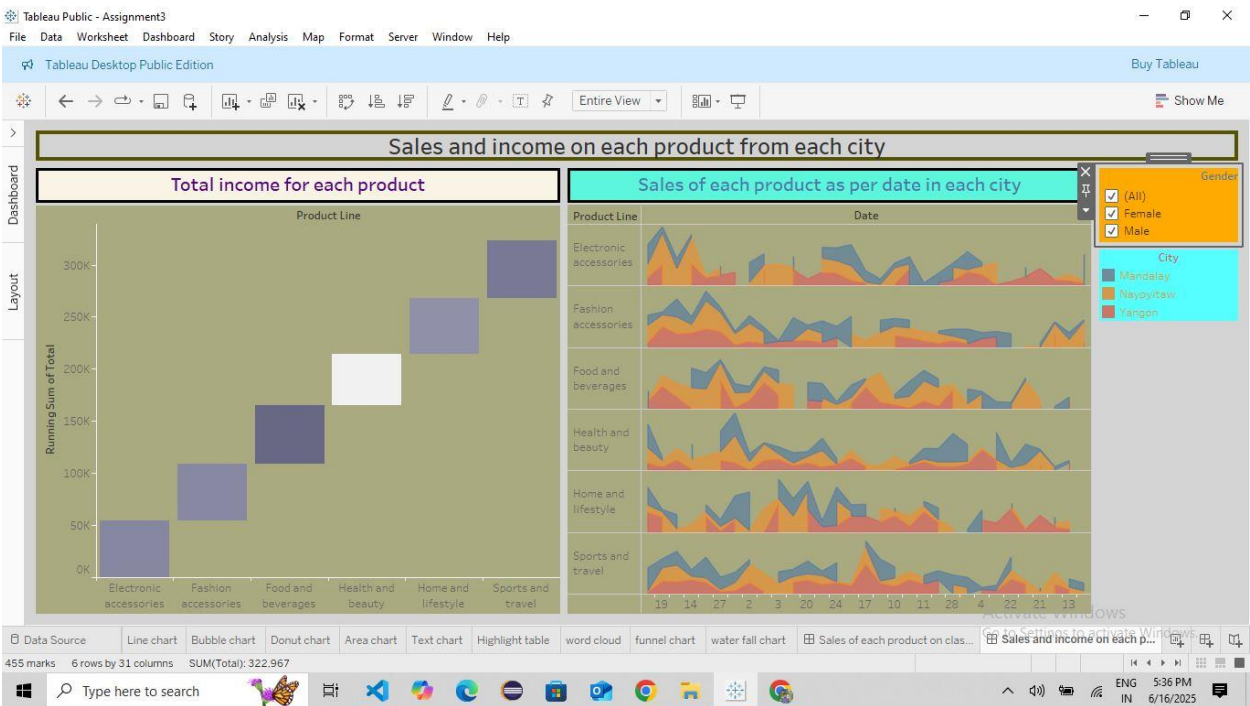 Tableau Public - Assignment3
File Data Worksheet Dashboard Story Analysis Map Format Server Window Help
Tableau Desktop Public Edition
Buy Tableau
Entire View
Show Me
Dashboard
Layout
Sales and income on each product from each city
Total income for each product
Product Line
Running Sum of Total
300K
250K
200K
150K
100K
50K
0K
Electronic accessories
Fashion accessories
Food and beverages
Health and beauty
Home and lifestyle
Sports and travel
Sales of each product as per date in each city
Product Line Date
Electronic
accessories
Fashion
accessories
Food and
beverages
Health and
beauty
Home and
lifestyle
Sports and
travel
19 14 27 2 3 20 24 17 10 11 28 4 22 21 13
Gender
(All)
Female
Male
City
Mandalay
Naypyitaw
Yangon
Activate Windows
Go to Settings to activate Windows.
Data Source Line chart Bubble chart Donut chart Area chart Text chart Highlight table word cloud funnel chart water fall chart Sales of each product on clas... Sales and income on each p...
455 marks 6 rows by 31 columns SUM(Total): 322,967
Type here to search
ENG
IN
5:36 PM
6/16/2025